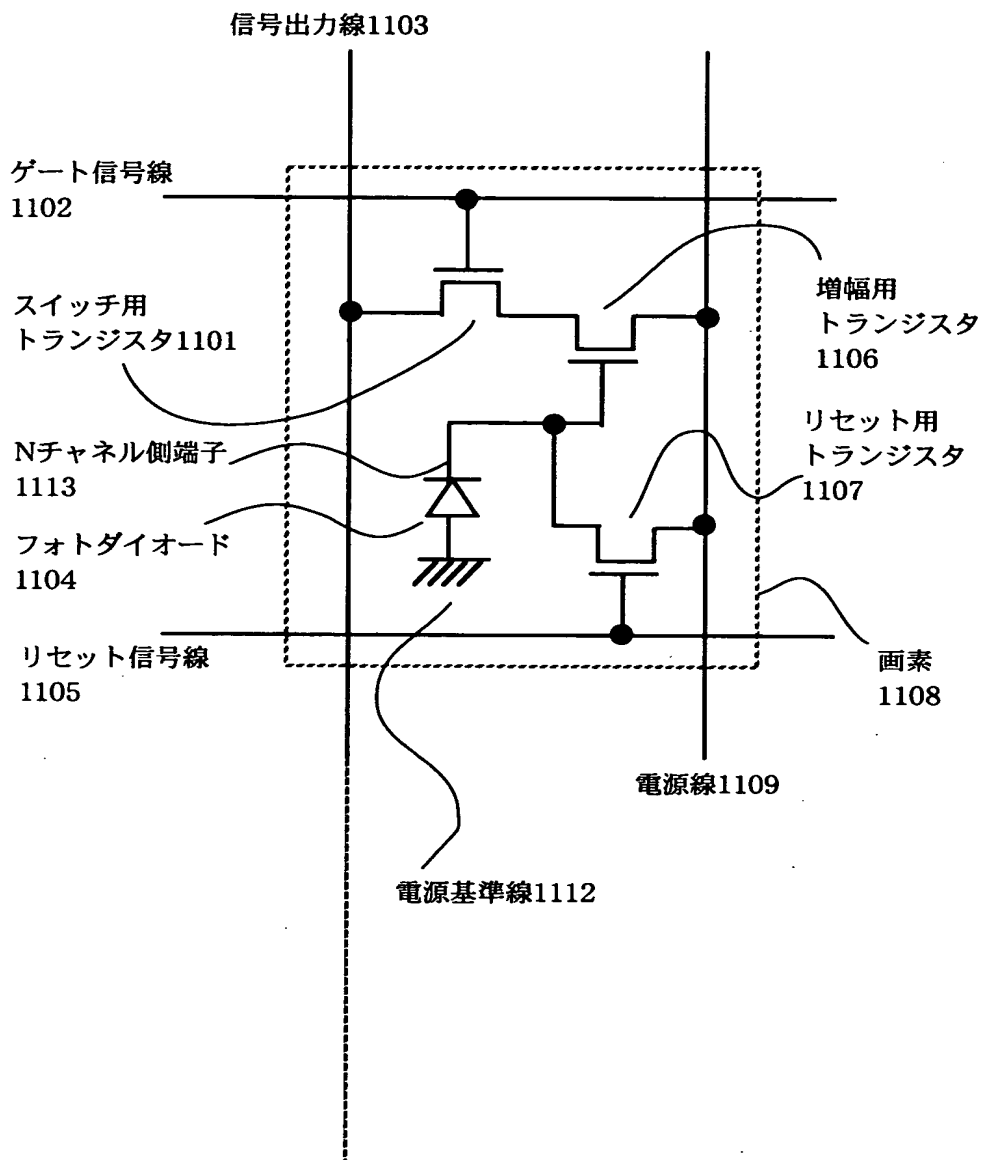 信号出力線1103
ゲート信号線
1102
スイッチ用
トランジスタ1101
増幅用
トランジスタ
1106
Nチャネル側端子
1113
リセット用
トランジスタ
1107
フォトダイオード
1104
リセット信号線
1105
画素
1108
電源線1109
電源基準線1112